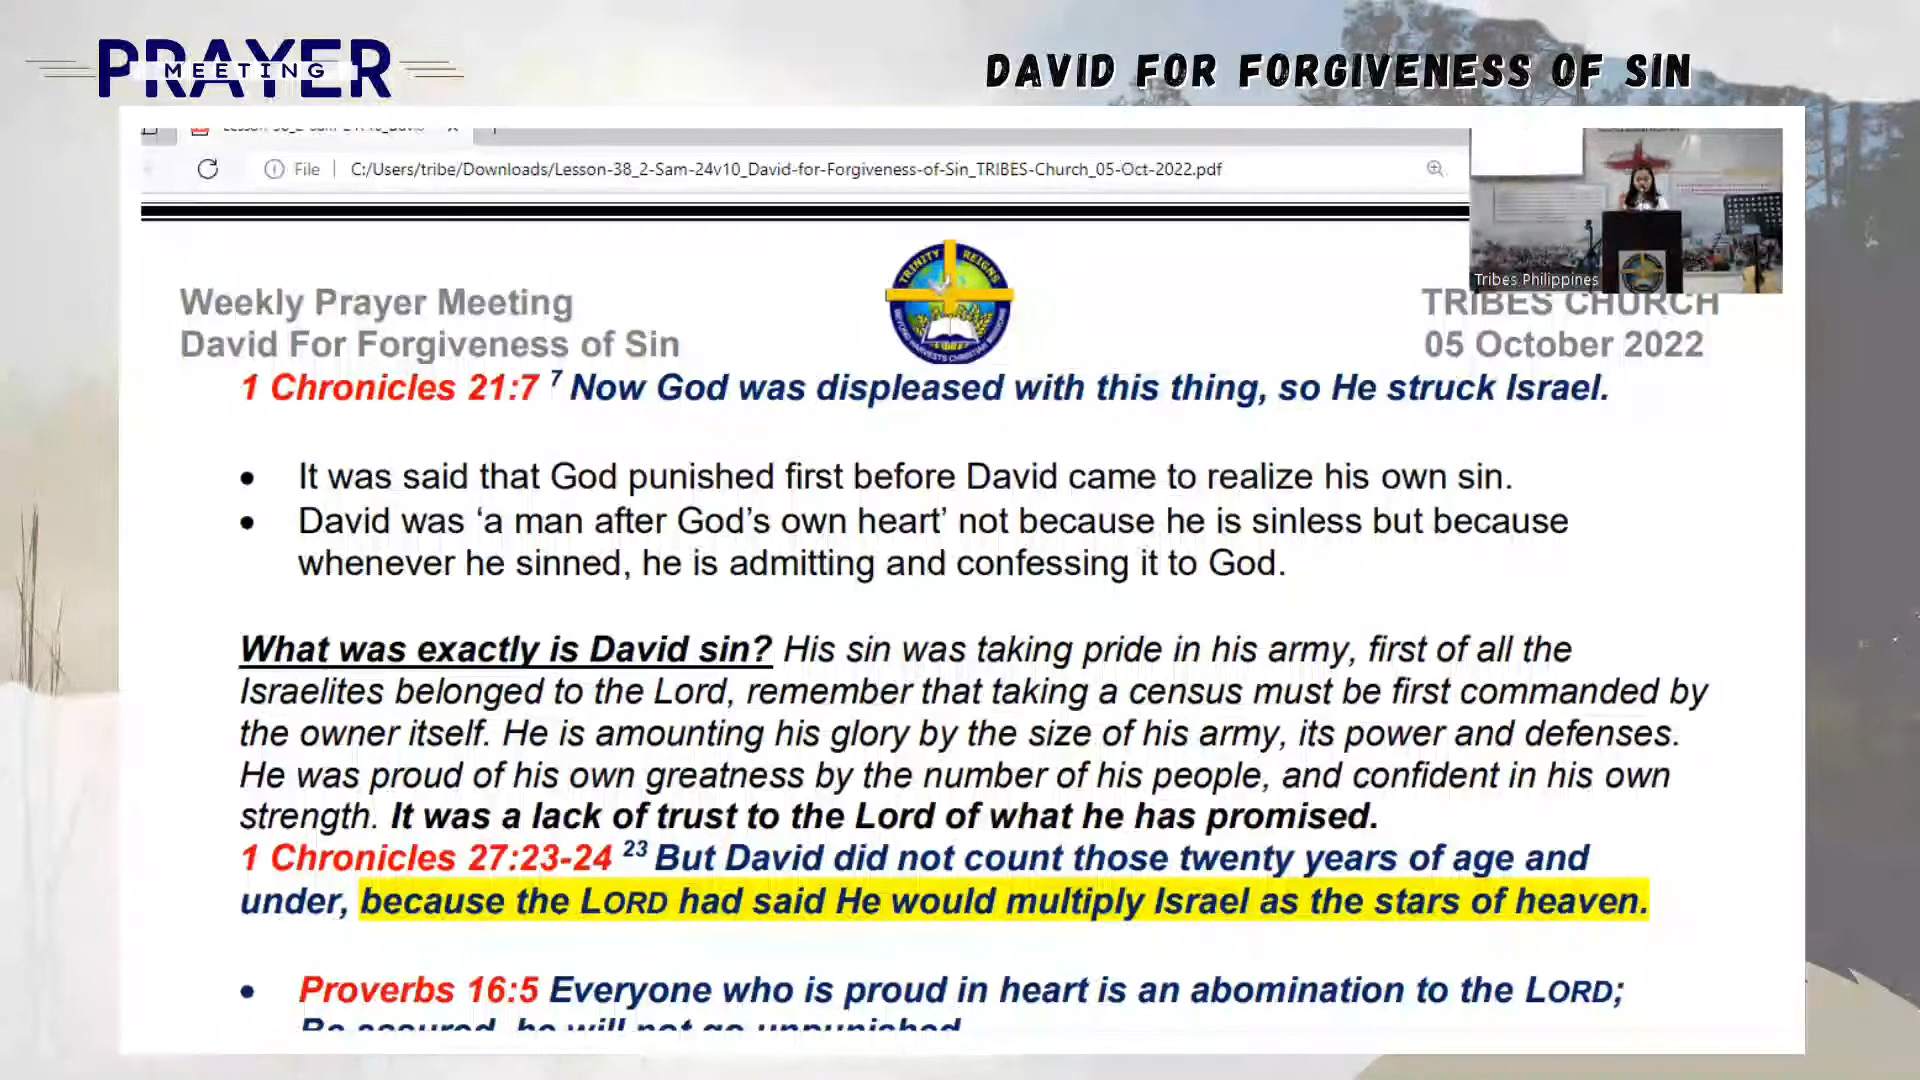 PRAYER
MEETING
DAVID FOR FORGIVENESS OF SIN
File
C:/Users/tribe/Downloads/Lesson-38_2-Sam-24v10_David-for-Forgiveness-of-Sin_TRIBES-Church_05-Oct-2022.pdf
Tribes Philippines
TRINITY REIGNS
Weekly Prayer Meeting
TRIBES CHURCH
David For Forgiveness of Sin
05 October 2022
1 Chronicles 21:7 ⁷ Now God was displeased with this thing, so He struck Israel.
• It was said that God punished first before David came to realize his own sin.
• David was ‘a man after God’s own heart’ not because he is sinless but because
whenever he sinned, he is admitting and confessing it to God.
What was exactly is David sin? His sin was taking pride in his army, first of all the
Israelites belonged to the Lord, remember that taking a census must be first commanded by
the owner itself. He is amounting his glory by the size of his army, its power and defenses.
He was proud of his own greatness by the number of his people, and confident in his own
strength. It was a lack of trust to the Lord of what he has promised.
1 Chronicles 27:23-24 ²³ But David did not count those twenty years of age and
under, because the LORD had said He would multiply Israel as the stars of heaven.
• Proverbs 16:5 Everyone who is proud in heart is an abomination to the LORD;
Be assured, he will not go unpunished